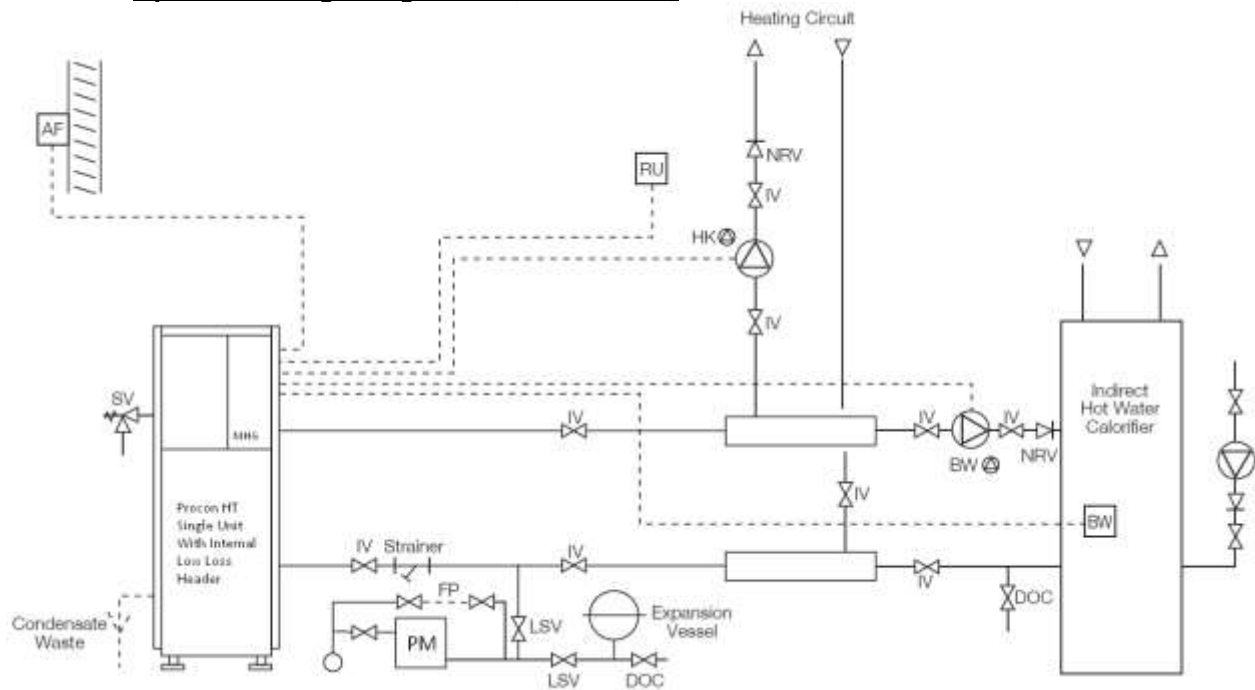 Heating Circuit
AF
NRV
RU
IV
HK
IV
SV
IV
IV
IV
Indirect
Hot Water
Calorifier
MHG
NRV
BW
IV
BW
Procon HT
Single Unit
With Internal
Low Loss
Header
IV
Strainer
IV
FP
IV
DOC
Expansion
Vessel
LSV
Condensate
Waste
PM
LSV
DOC